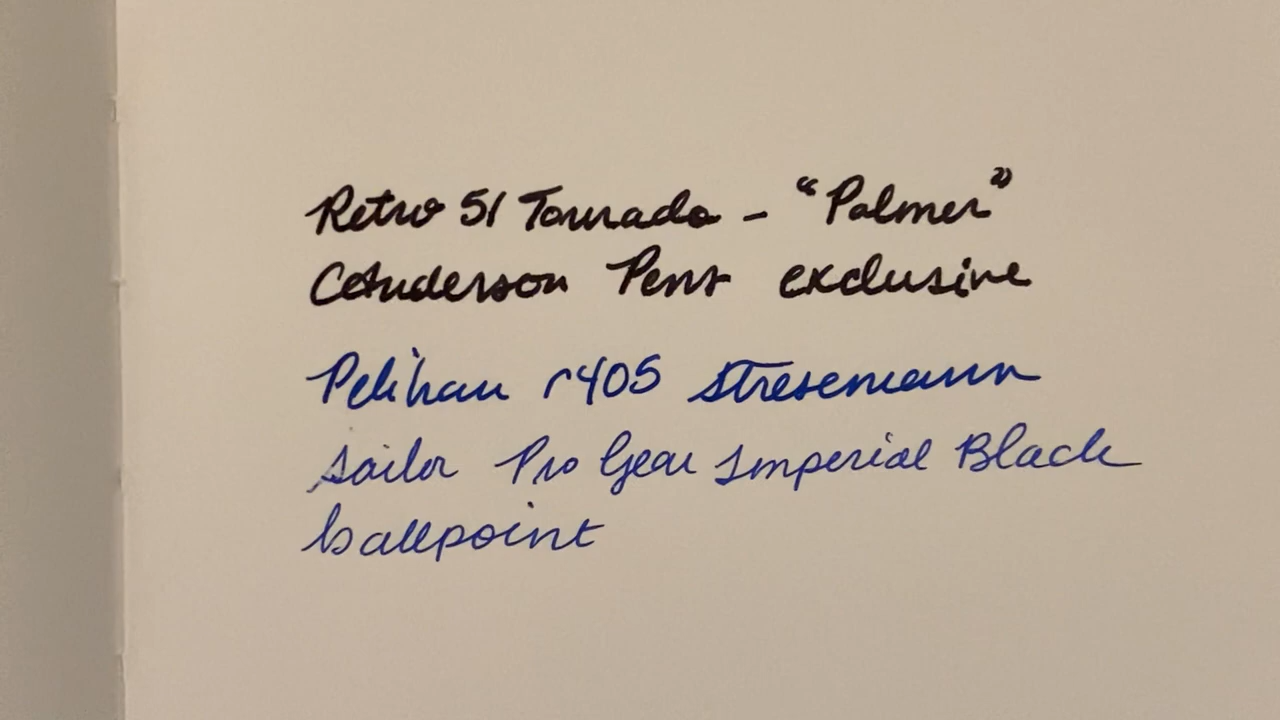 Retro 51 Tornado - "Palmer"
Anderson Pens exclusive
Pelikan r405 Stresemann
Sailor Pro Gear Imperial Black
ballpoint